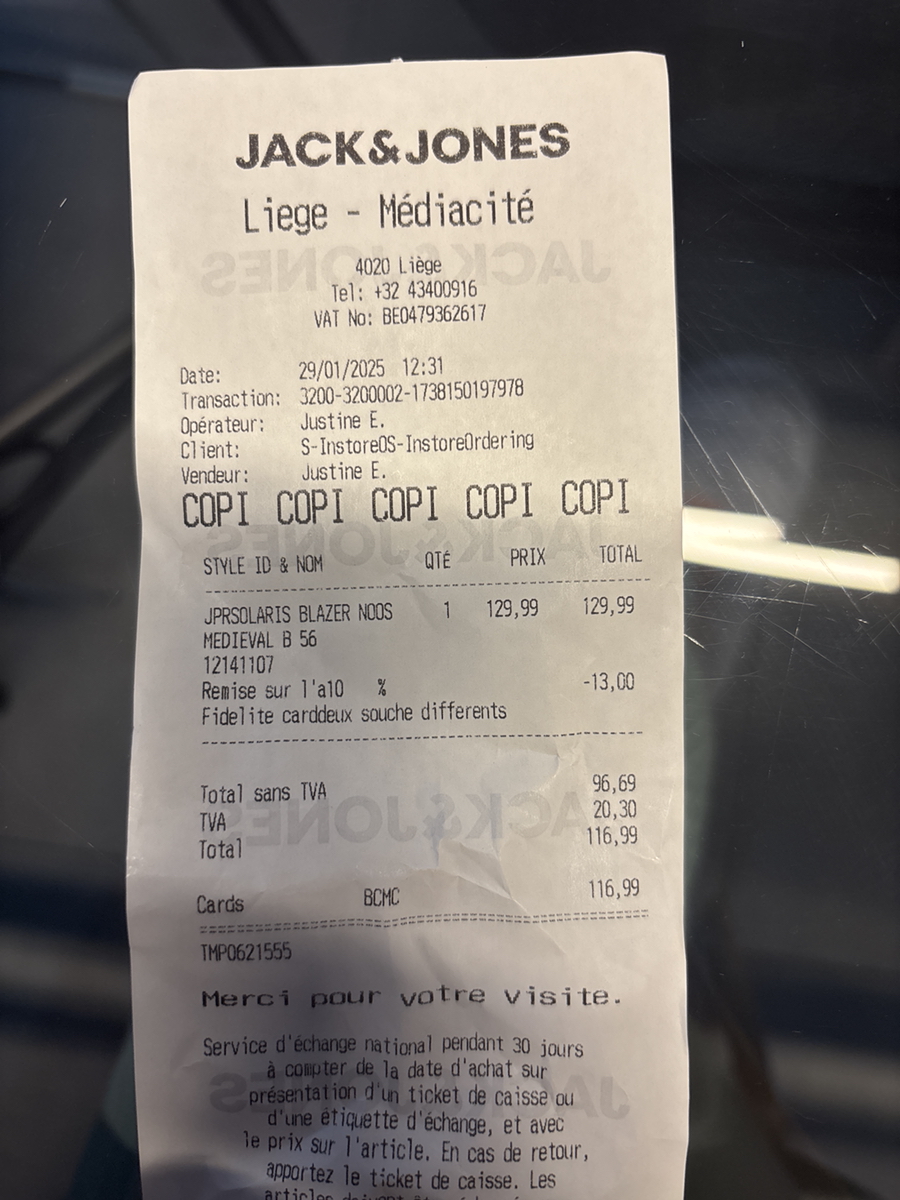 JACK&JONES
Liege - Médiacité
4020 Liège
Tel: +32 43400916
VAT No: BE0479362617
Date: 29/01/2025 12:31
Transaction: 3200-3200002-1738150197978
Opérateur: Justine E.
Client: S-InstoreOS-InstoreOrdering
Vendeur: Justine E.
COPI COPI COPI COPI COPI
STYLE ID & NOM QTÉ PRIX TOTAL
JPRSOLARIS BLAZER NOOS 1 129,99 129,99
MEDIEVAL B 56
12141107
Remise sur l'a10 % -13,00
Fidelite carddeux souche differents
Total sans TVA 96,69
TVA 20,30
Total 116,99
Cards BCMC 116,99
TMP0621555
Merci pour votre visite.
Service d'échange national pendant 30 jours
à compter de la date d'achat sur
présentation d'un ticket de caisse ou
d'une étiquette d'échange, et avec
le prix sur l'article. En cas de retour,
apportez le ticket de caisse. Les
articles